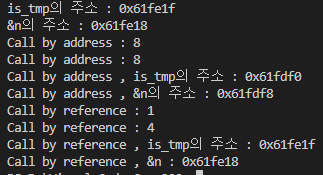 is_tmp의 주소 : 0x61fe1f
&n의 주소 : 0x61fe18
Call by address : 8
Call by address : 8
Call by address , is_tmp의 주소 : 0x61fdf0
Call by address , &n의 주소 : 0x61fdf8
Call by reference : 1
Call by reference : 4
Call by reference , is_tmp의 주소 : 0x61fe1f
Call by reference , &n : 0x61fe18